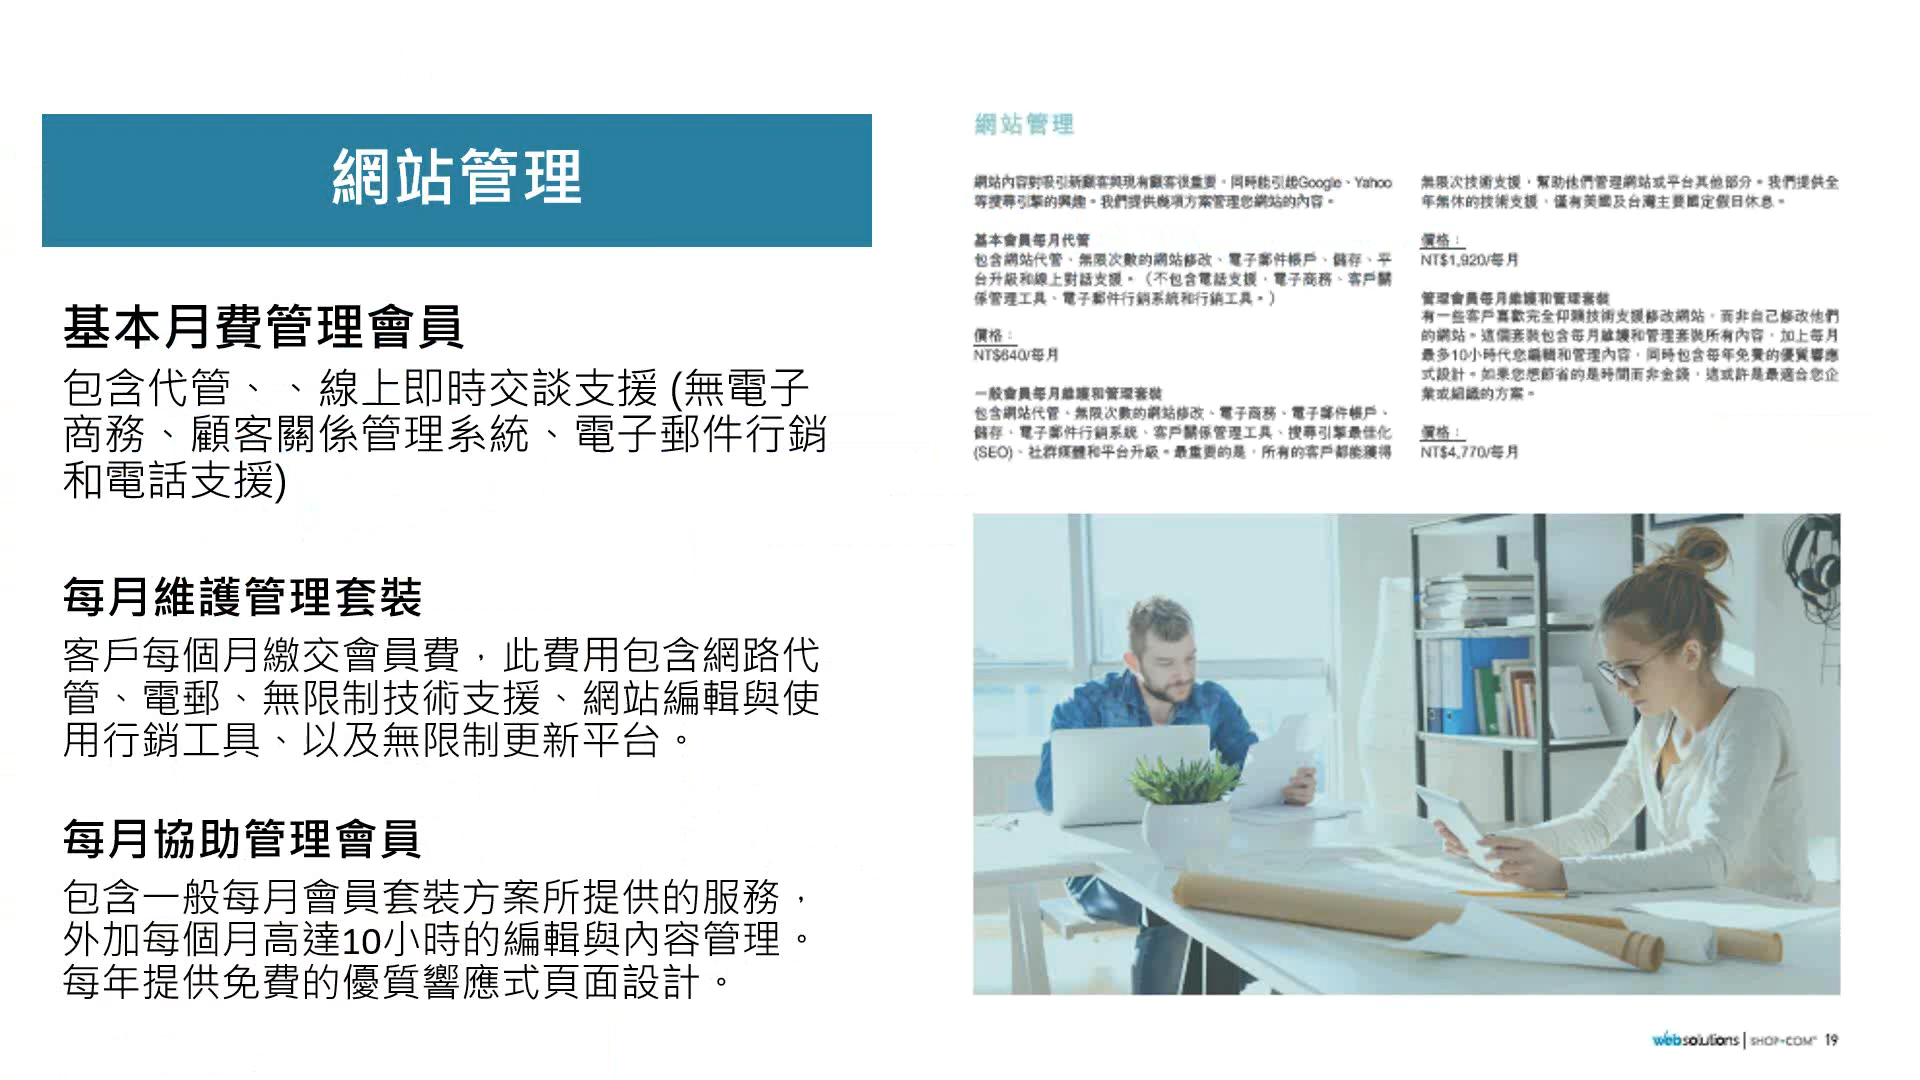 網站管理
基本月費管理會員
包含代管、、線上即時交談支援 (無電子
商務、顧客關係管理系統、電子郵件行銷
和電話支援)
每月維護管理套裝
客戶每個月繳交會員費，此費用包含網路代
管、電郵、無限制技術支援、網站編輯與使
用行銷工具、以及無限制更新平台。
每月協助管理會員
包含一般每月會員套裝方案所提供的服務，
外加每個月高達10小時的編輯與內容管理。
每年提供免費的優質響應式頁面設計。
網站管理
網站內容對吸引新顧客與現有顧客很重要，同時能引起Google、Yahoo
等搜尋引擎的興趣。我們提供幾項方案管理您網站的內容。
基本會員每月代管
包含網站代管、無限次數的網站修改、電子郵件帳戶、儲存、平
台升級和線上對話支援。（不包含電話支援，電子商務、客戶關
係管理工具、電子郵件行銷系統和行銷工具。）
價格：
NT$640/每月
一般會員每月維護和管理套裝
包含網站代管、無限次數的網站修改、電子商務、電子郵件帳戶、
儲存、電子郵件行銷系統、客戶關係管理工具、搜尋引擎最佳化
(SEO)、社群媒體和平台升級。最重要的是，所有的客戶都能獲得
無限次技術支援，幫助他們管理網站或平台其他部分。我們提供全
年無休的技術支援，僅有美國及台灣主要國定假日休息。
價格：
NT$1,920/每月
管理會員每月維護和管理套裝
有一些客戶喜歡完全仰賴技術支援修改網站，而非自己修改他們
的網站。這個套裝包含每月維護和管理套裝所有內容，加上每月
最多10小時代您編輯和管理內容，同時包含每年免費的優質響應
式設計。如果您想節省的是時間而非金錢，這或許是最適合您企
業或組織的方案。
價格：
NT$4,770/每月
websolutions | SHOP•COM 19